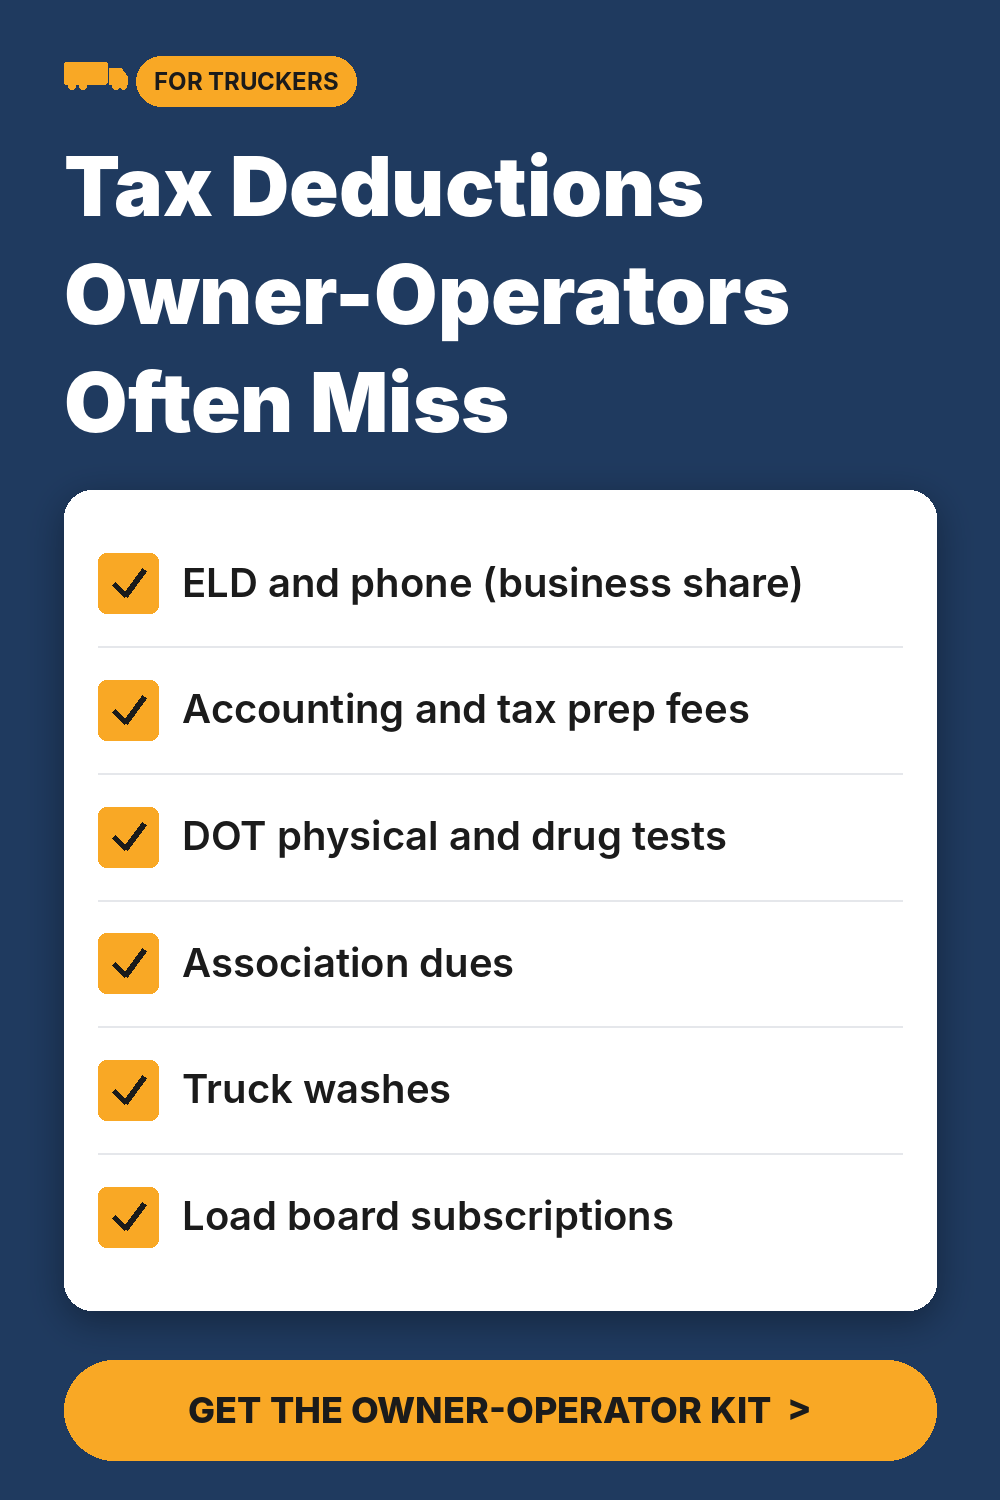 FOR TRUCKERS
Tax Deductions
Owner-Operators
Often Miss
ELD and phone (business share)
Accounting and tax prep fees
DOT physical and drug tests
Association dues
Truck washes
Load board subscriptions
GET THE OWNER-OPERATOR KIT >